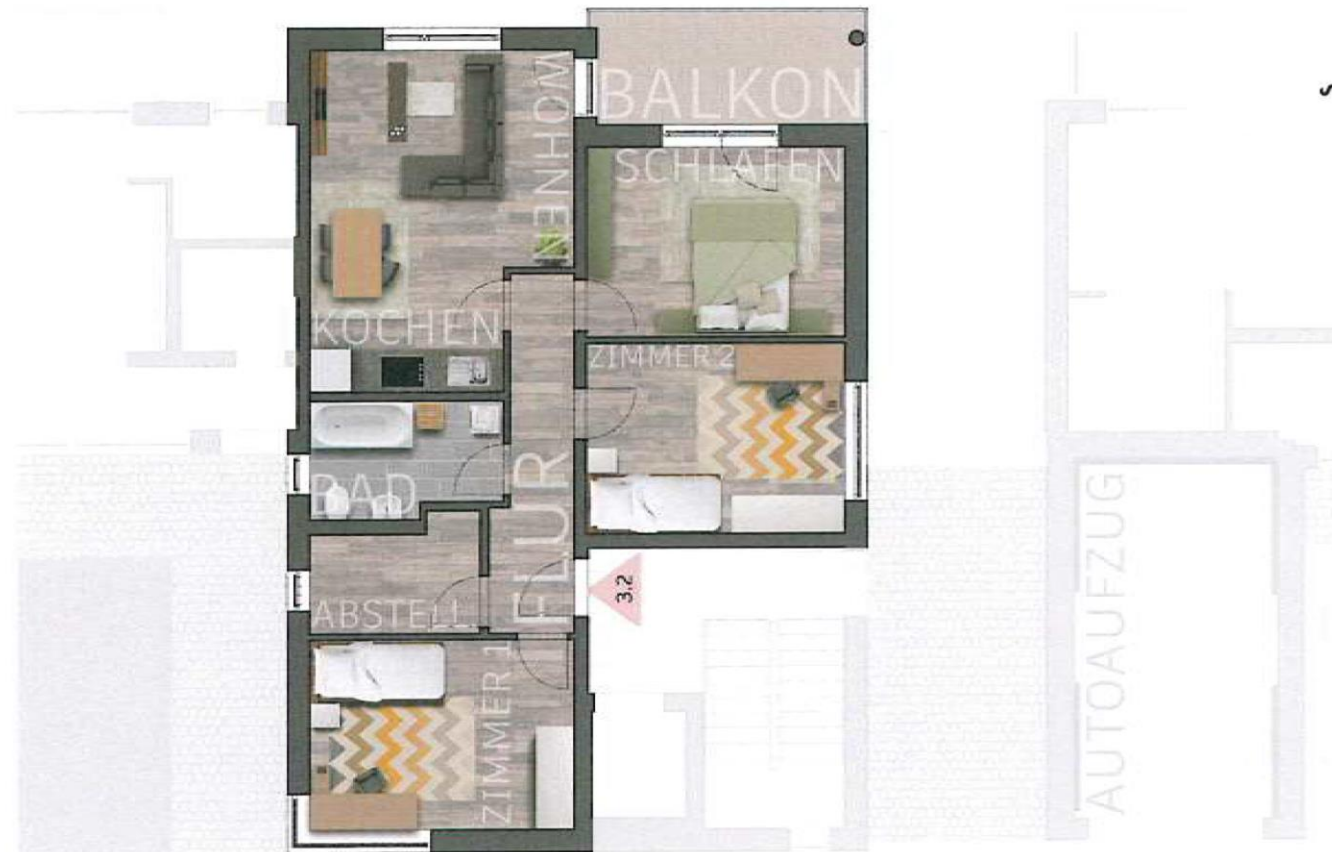 BALKON
WOHNEN
SCHLAFEN
KOCHEN
ZIMMER 2
BAD
FLUR
ABSTELL
3.2
ZIMMER 1
AUTOAUFZUG